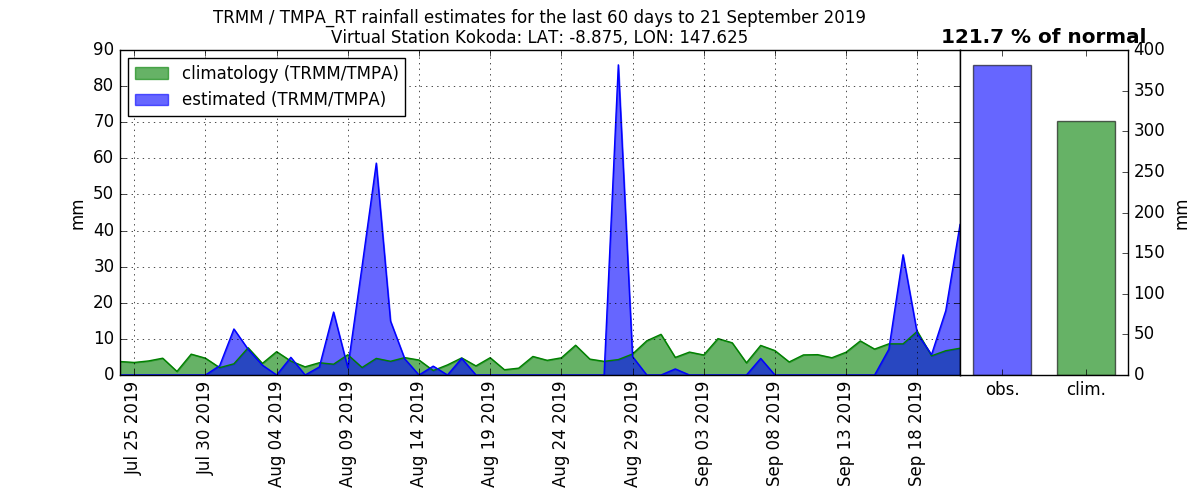 TRMM / TMPA_RT rainfall estimates for the last 60 days to 21 September 2019
Virtual Station Kokoda: LAT: -8.875, LON: 147.625
121.7 % of normal
climatology (TRMM/TMPA)
estimated (TRMM/TMPA)
90
80
70
60
50
40
30
20
10
0
mm
Jul 25 2019
Jul 30 2019
Aug 04 2019
Aug 09 2019
Aug 14 2019
Aug 19 2019
Aug 24 2019
Aug 29 2019
Sep 03 2019
Sep 08 2019
Sep 13 2019
Sep 18 2019
obs.
clim.
400
350
300
250
200
150
100
50
0
mm